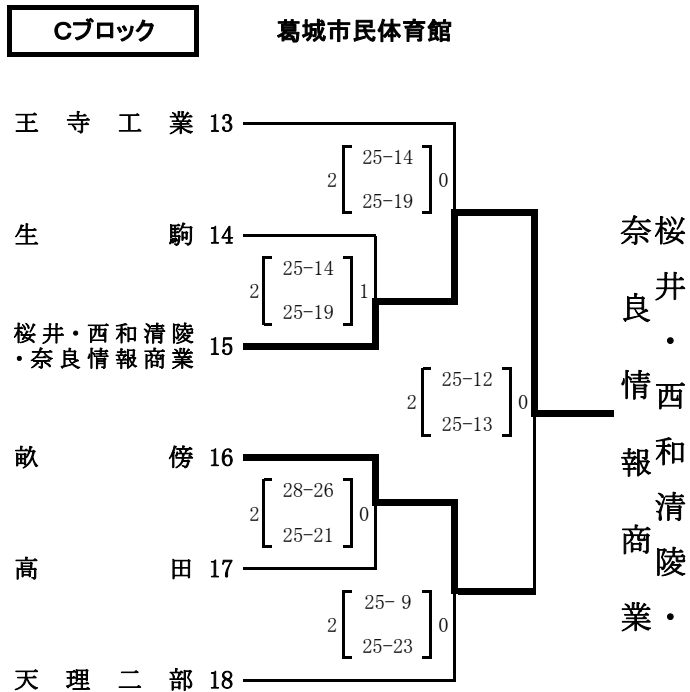 Cブロック
葛城市民体育館
王寺工業 13
25-14
2 0
25-19
生駒 14
25-14
2 1
25-19
桜井・西和清陵
・奈良情報商業 15
25-12
2 0
25-13
畝傍 16
28-26
2 0
25-21
高田 17
25- 9
2 0
25-23
天理二部 18
桜井・西和清陵・
奈良情報商業